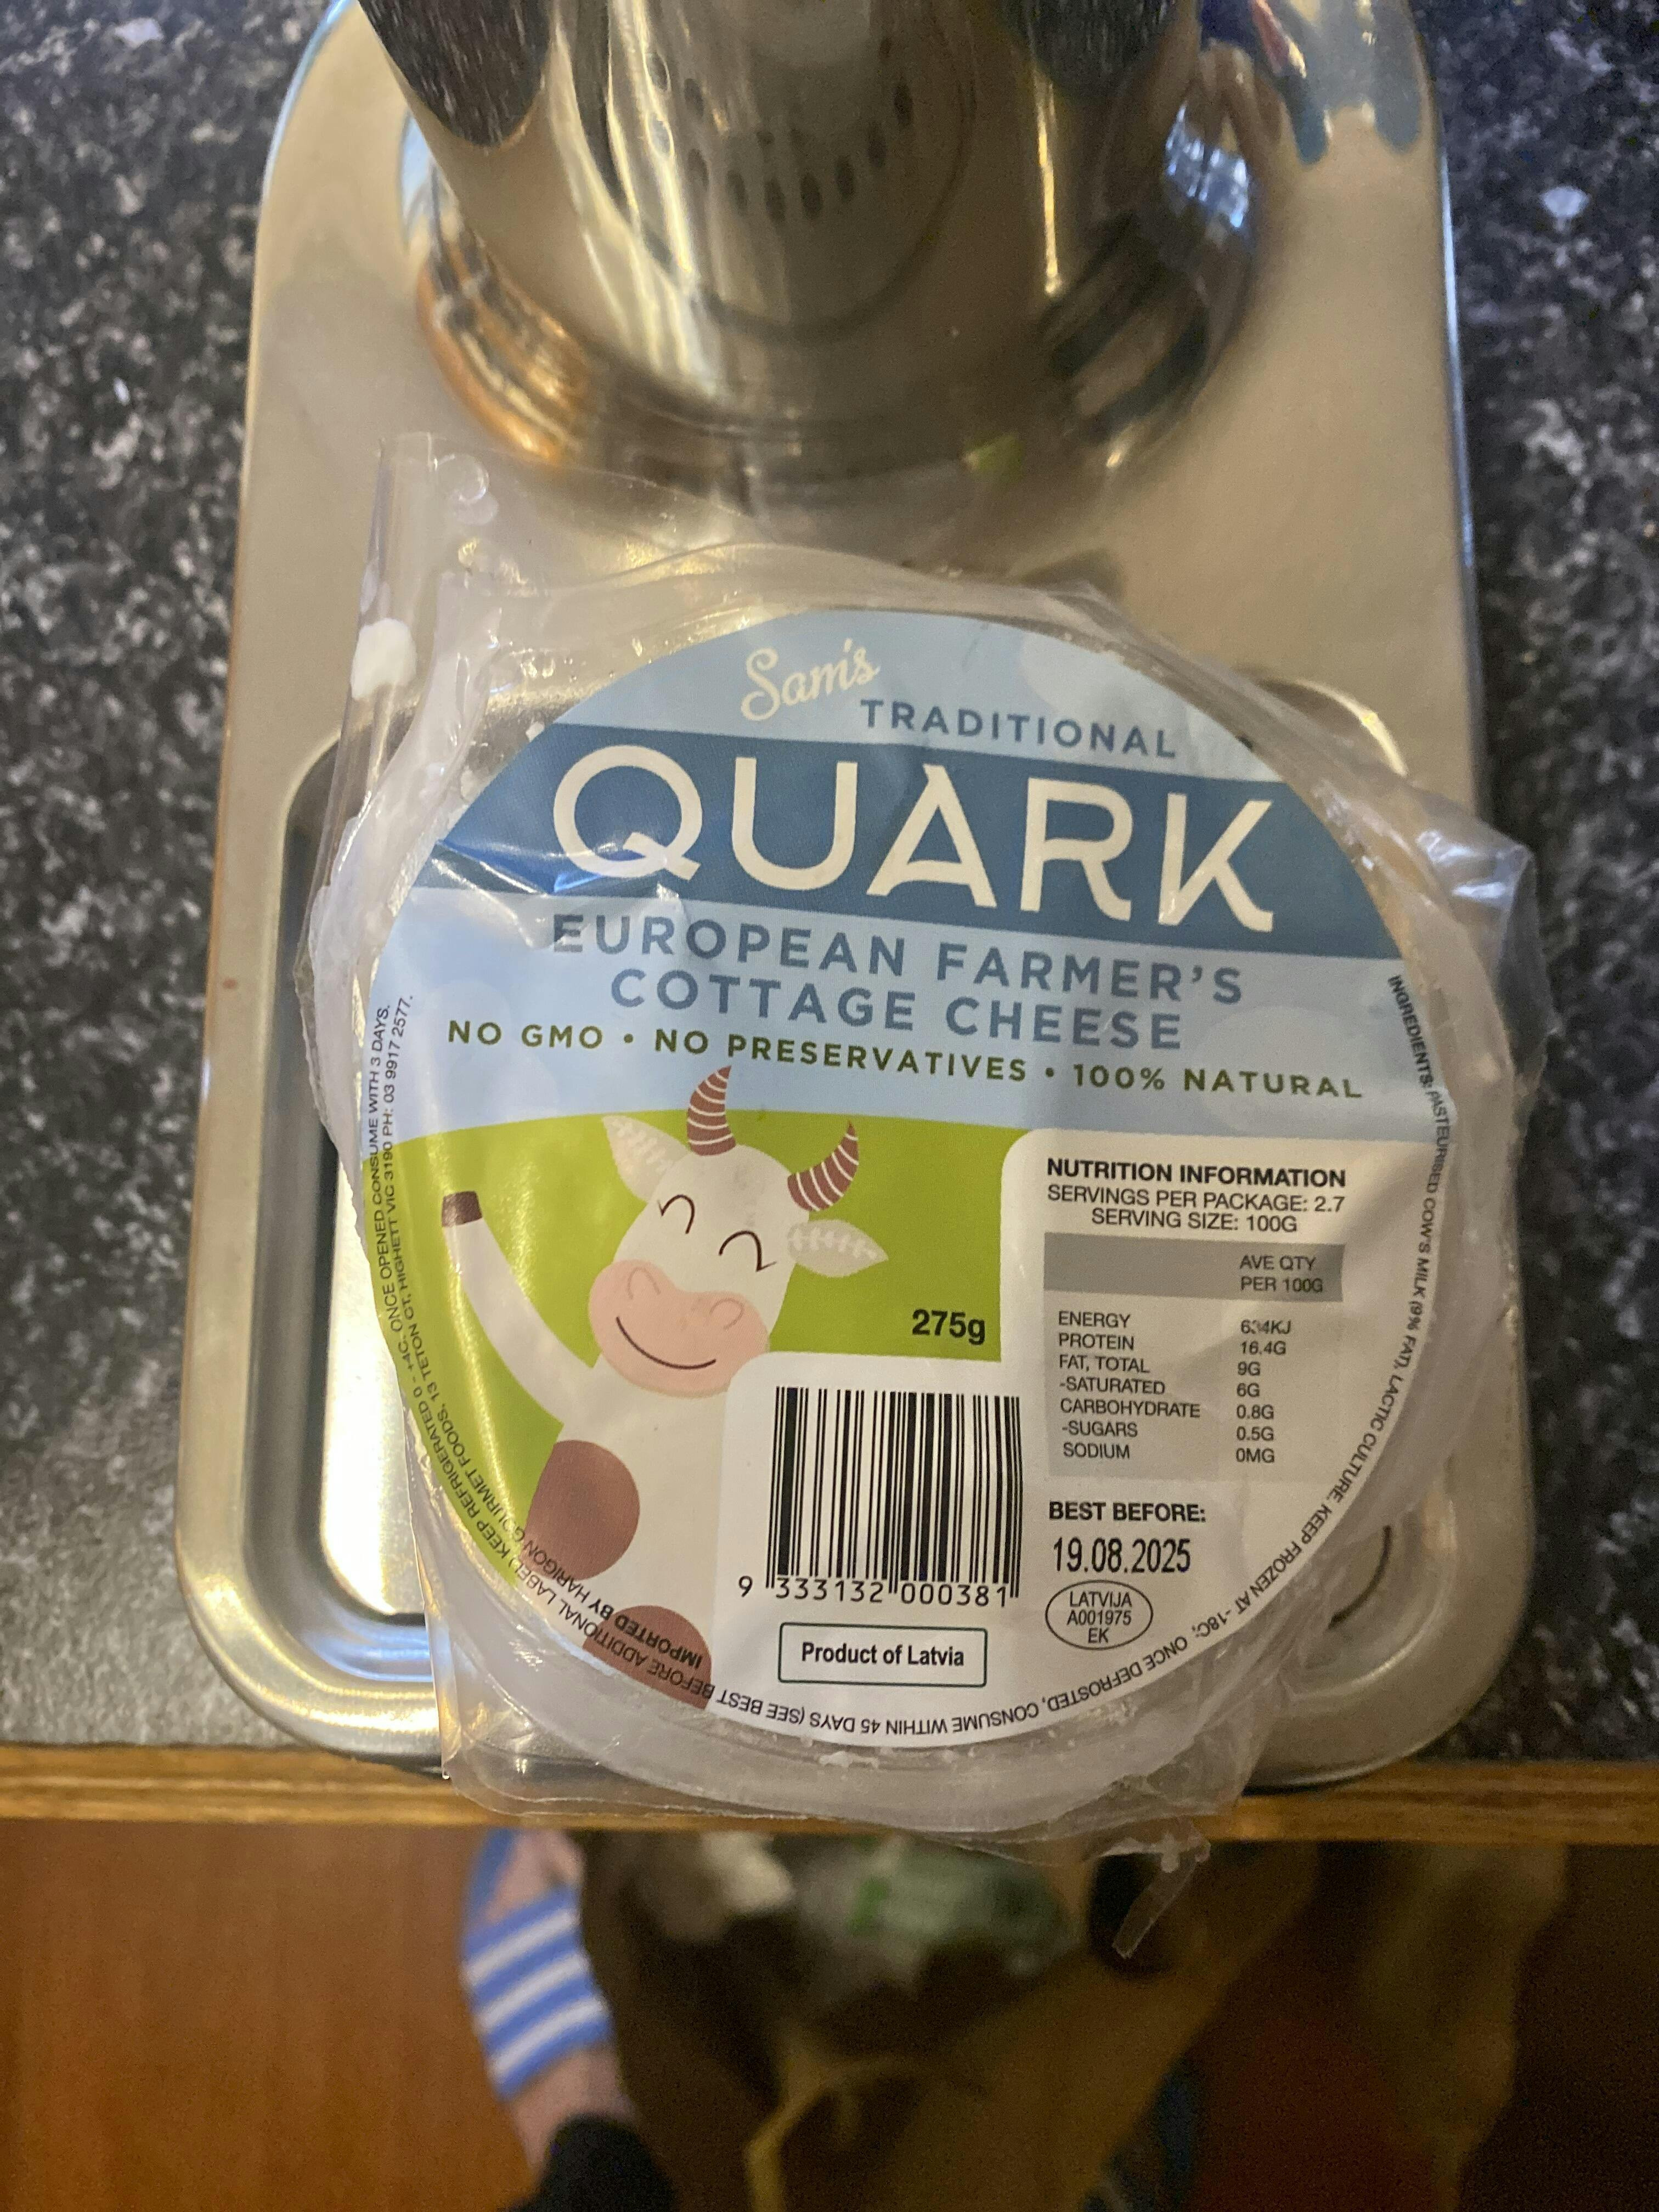 Sam's
TRADITIONAL
QUARK
EUROPEAN FARMER'S
COTTAGE CHEESE
NO GMO • NO PRESERVATIVES • 100% NATURAL
275g
NUTRITION INFORMATION
SERVINGS PER PACKAGE: 2.7
SERVING SIZE: 100G
AVE QTY
PER 100G
ENERGY 634KJ
PROTEIN 16.4G
FAT, TOTAL 9G
-SATURATED 6G
CARBOHYDRATE 0.8G
-SUGARS 0.5G
SODIUM 0MG
BEST BEFORE:
19.08.2025
LATVIJA
A001975
EK
9 333132 000381
Product of Latvia
INGREDIENTS: PASTEURISED COW'S MILK (9% FAT), LACTIC CULTURE. KEEP FROZEN AT -18C; ONCE DEFROSTED, CONSUME WITHIN 45 DAYS (SEE BEST BEFORE ADDITIONAL LABEL) KEEP REFRIGERATED 0 - +4C. ONCE OPENED CONSUME WITH 3 DAYS.
IMPORTED BY HARIGON GOURMET FOODS, 13 TETON CT, HIGHETT VIC 3190 PH: 03 9917 2577.